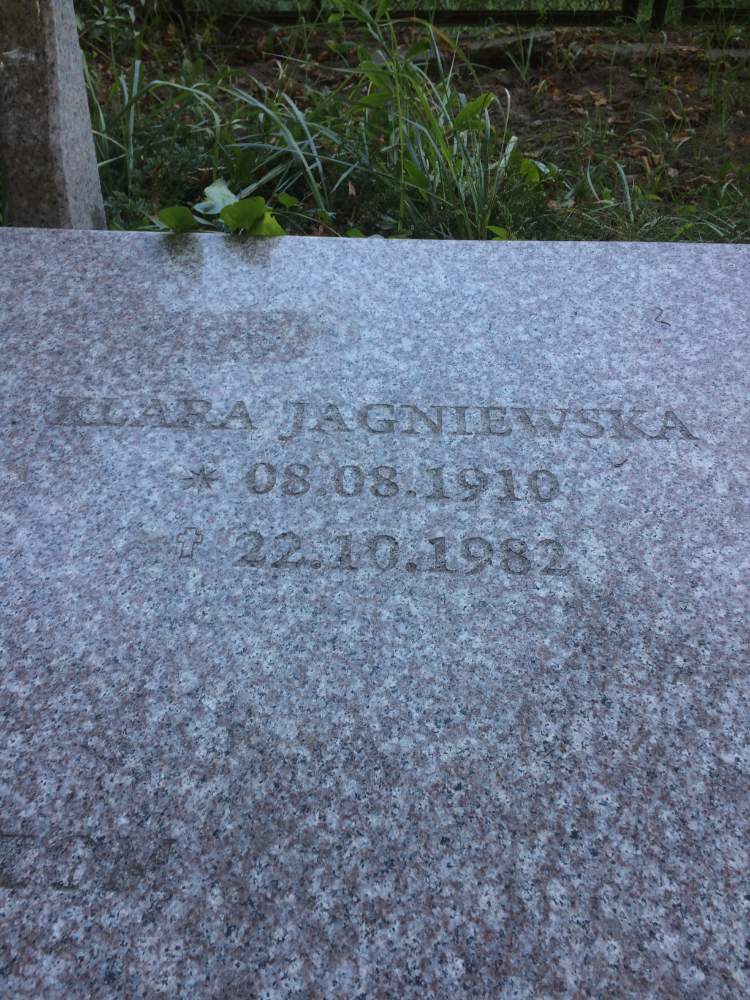 KLARA JAGNIEWSKA
* 08.08.1910
✝ 22.10.1982